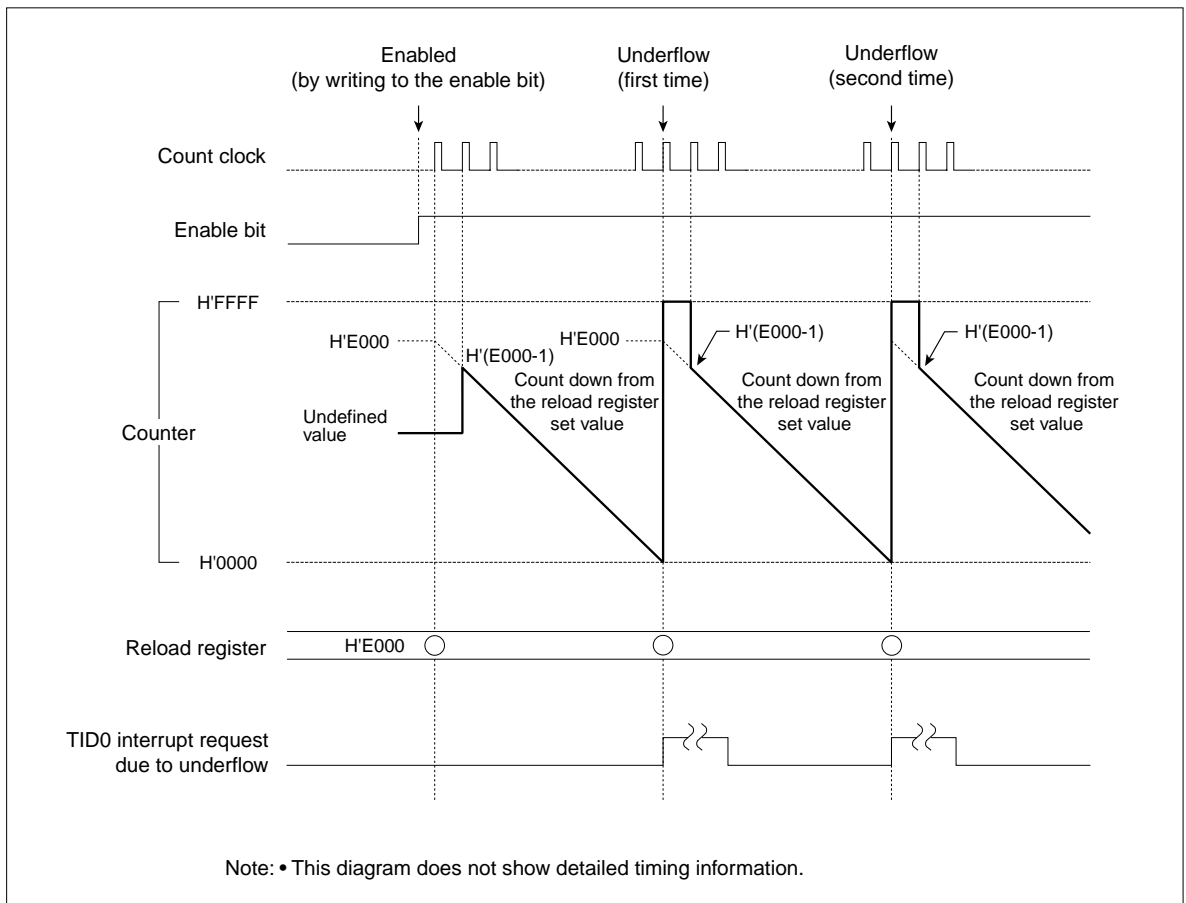 Enabled
(by writing to the enable bit)
Underflow
(first time)
Underflow
(second time)
Count clock
Enable bit
H'FFFF
H'E000
H'(E000-1)
H'E000
H'(E000-1)
H'(E000-1)
Count down from
the reload register
set value
Count down from
the reload register
set value
Count down from
the reload register
set value
Undefined
value
Counter
H'0000
Reload register
H'E000
TID0 interrupt request
due to underflow
Note: • This diagram does not show detailed timing information.